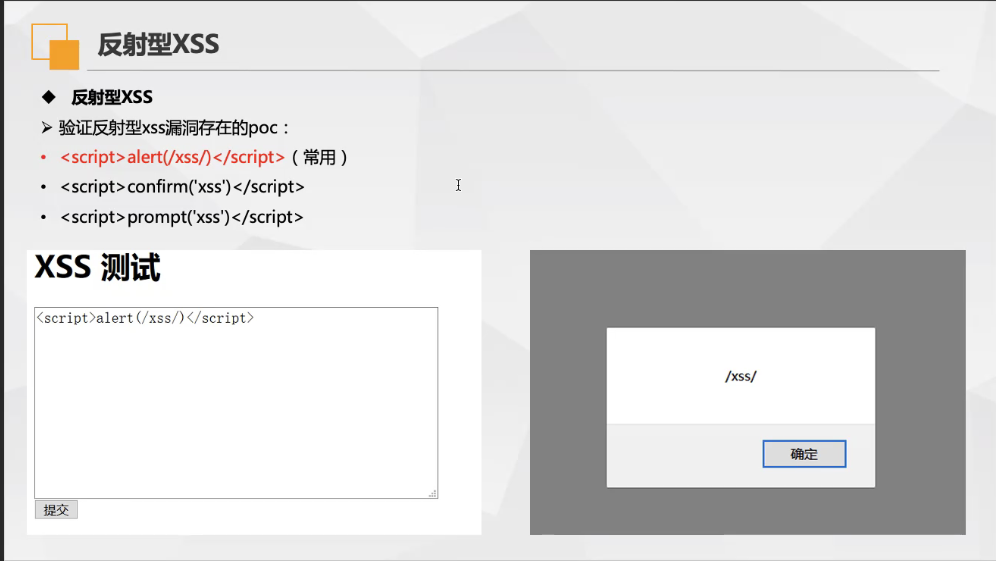 反射型XSS
◆ 反射型XSS
➢ 验证反射型xss漏洞存在的poc：
• <script>alert(/xss/)</script>（常用）
• <script>confirm('xss')</script>
• <script>prompt('xss')</script>
XSS 测试
<script>alert(/xss/)</script>
提交
/xss/
确定